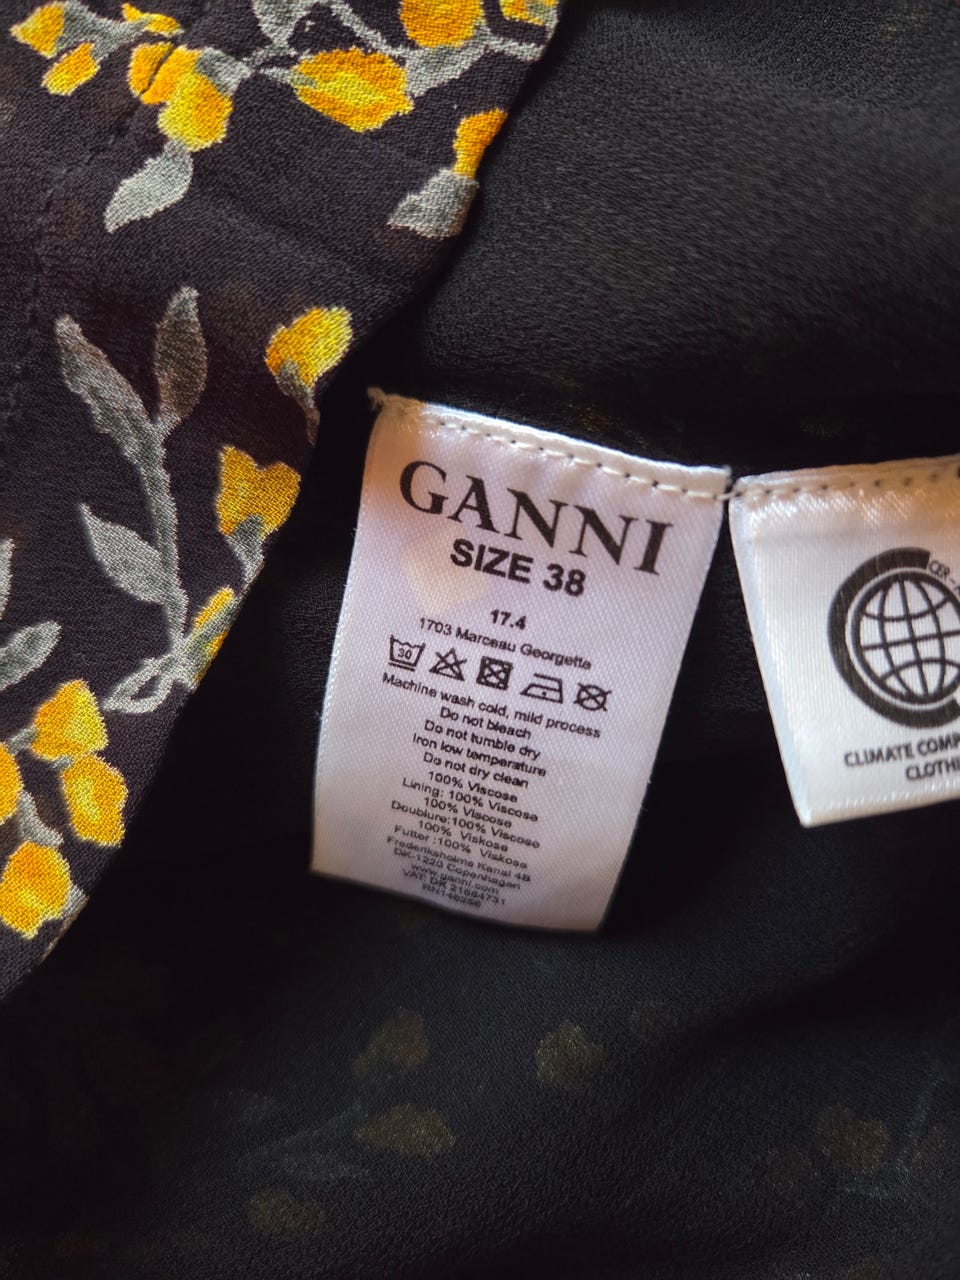 GANNI
SIZE 38
17.4
1703 Marceau Georgette
30
Machine wash cold, mild process
Do not bleach
Do not tumble dry
Iron low temperature
Do not dry clean
100% Viscose
Lining: 100% Viscose
100% Viscose
Doublure:100% Viscose
100% Viskose
Futter :100% Viskose
Frederiksholms Kanal 4B
DK-1220 Copenhagen
www.ganni.com
VAT: DK 21664731
CER-
CLIMATE COMP
CLOTHI